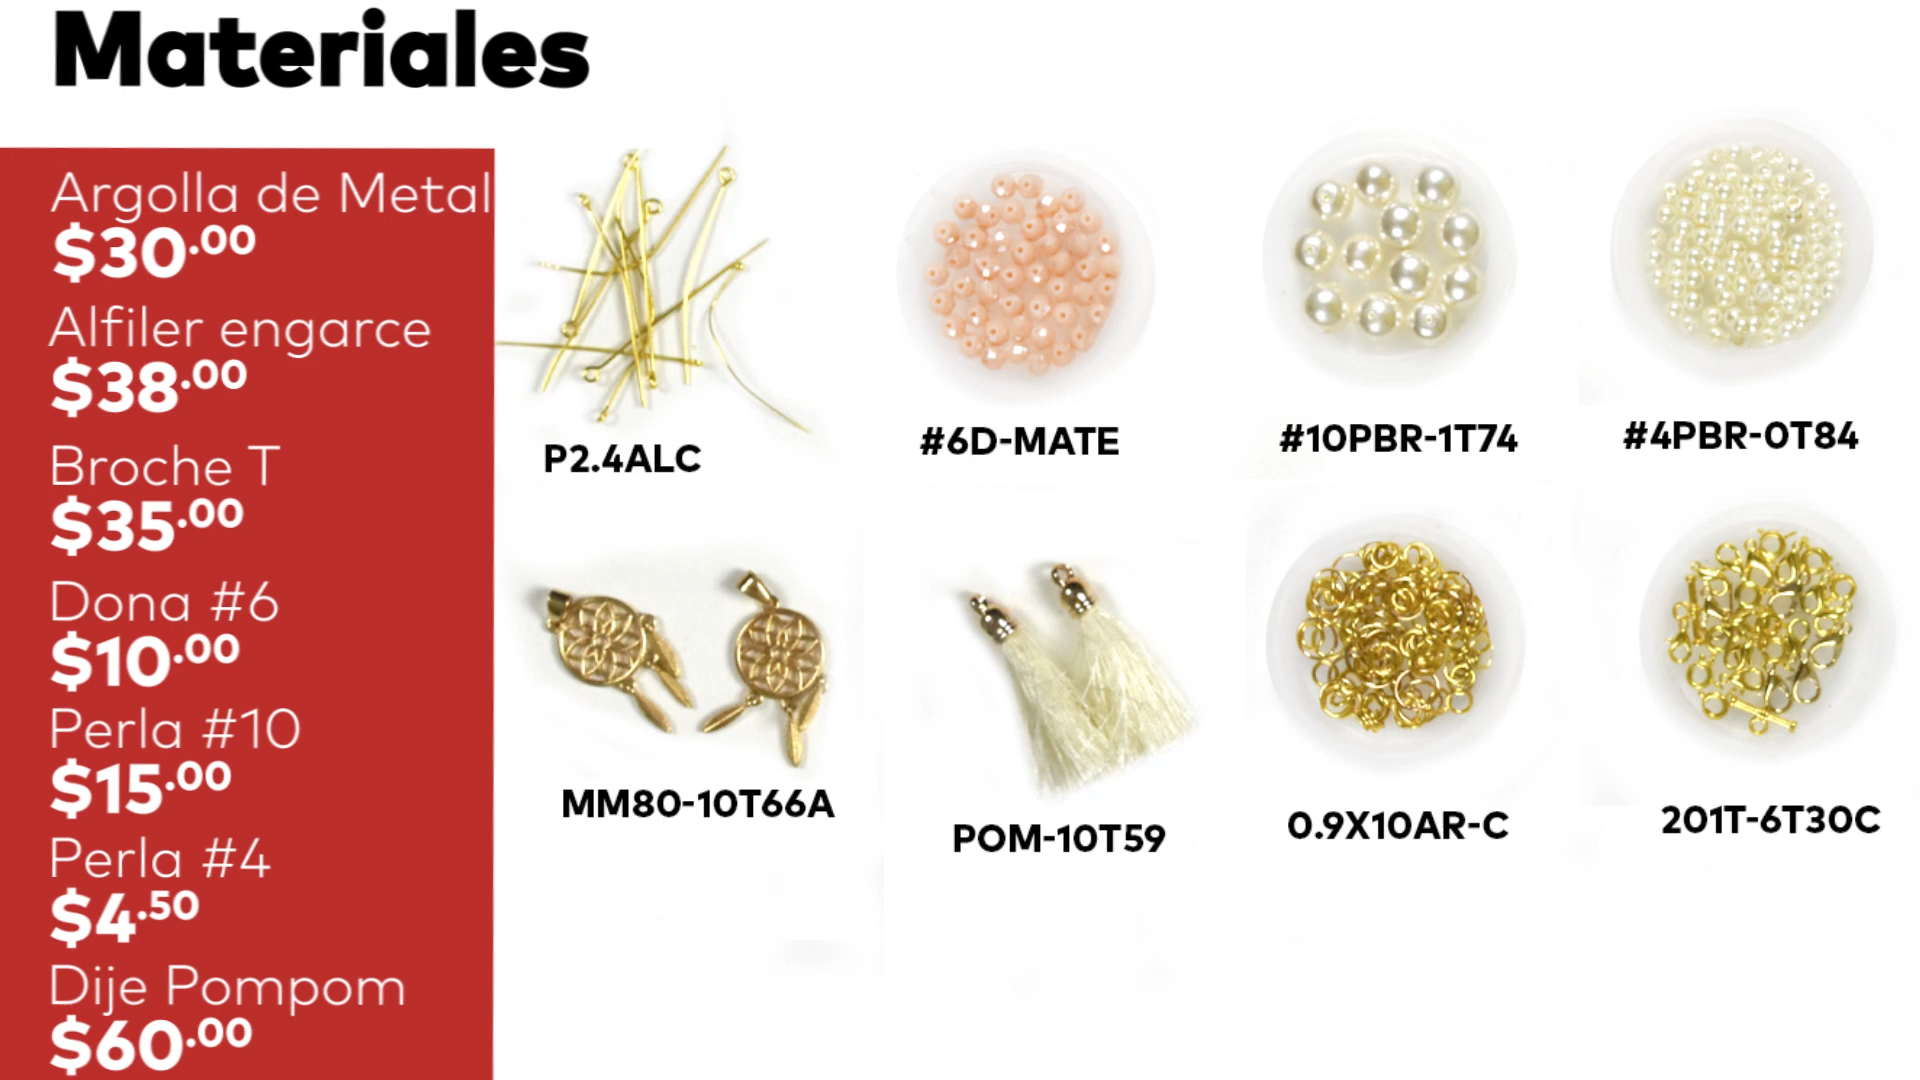 Materiales
Argolla de Metal
$30.00
Alfiler engarce
$38.00
Broche T
$35.00
Dona #6
$10.00
Perla #10
$15.00
Perla #4
$4.50
Dije Pompom
$60.00
P2.4ALC
#6D-MATE
#10PBR-1T74
#4PBR-0T84
MM80-10T66A
POM-10T59
0.9X10AR-C
201T-6T30C